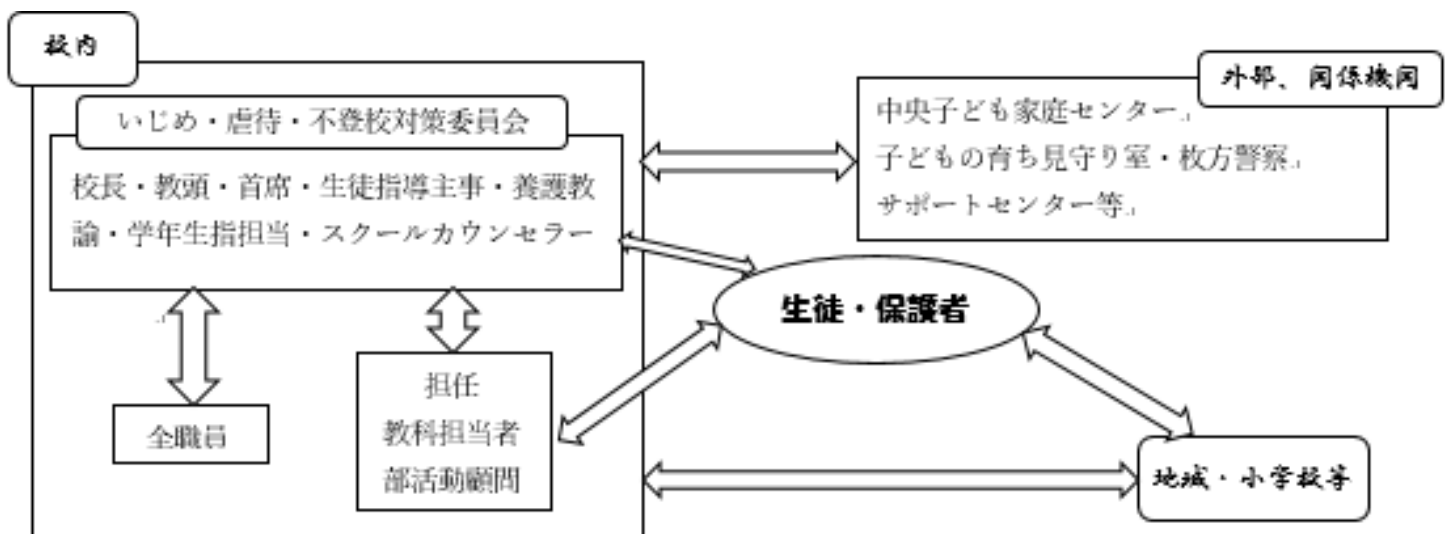 校内
いじめ・虐待・不登校対策委員会
校長・教頭・首席・生徒指導主事・養護教
諭・学年生指担当・スクールカウンセラー
外部、関係機関
中央子ども家庭センター
子どもの育ち見守り室・枚方警察
サポートセンター等
生徒・保護者
全職員
担任
教科担当者
部活動顧問
地域・小学校等